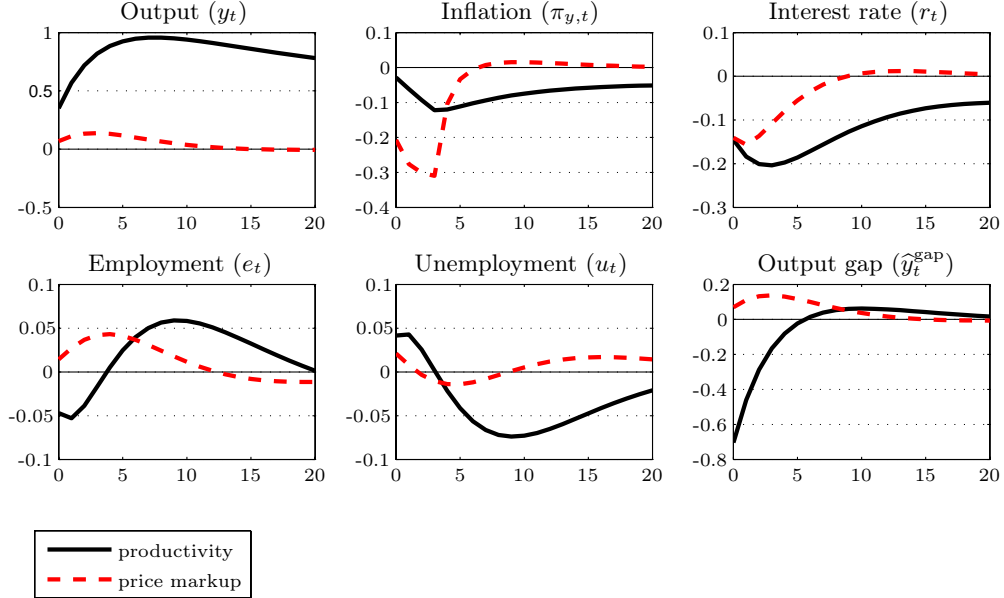 Output (y_t)
Inflation (π_{y,t})
Interest rate (r_t)
1
0.5
0
-0.5
0 5 10 15 20
0.1
0
-0.1
-0.2
-0.3
-0.4
0 5 10 15 20
0.1
0
-0.1
-0.2
-0.3
0 5 10 15 20
Employment (e_t)
Unemployment (u_t)
Output gap (ŷ_t^gap)
0.1
0.05
0
-0.05
-0.1
0 5 10 15 20
0.1
0.05
0
-0.05
-0.1
0 5 10 15 20
0.2
0
-0.2
-0.4
-0.6
-0.8
0 5 10 15 20
productivity
price markup